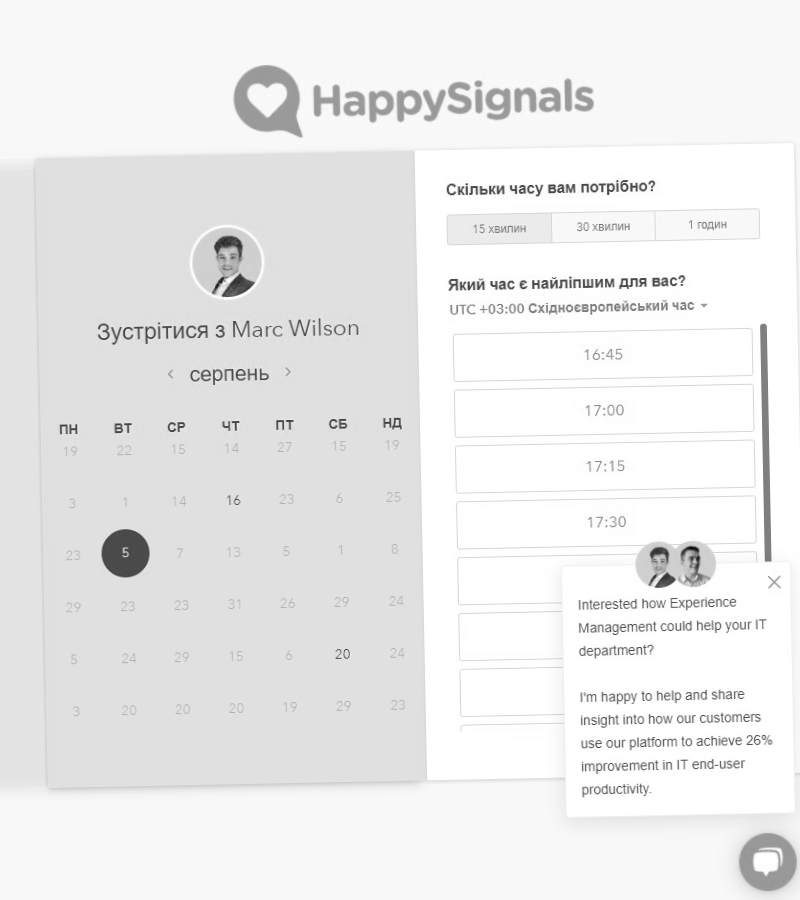 HappySignals
Зустрітися з Marc Wilson
серпень
ПН ВТ СР ЧТ ПТ СБ НД
19 22 15 14 27 15 19
3 1 14 16 23 6 25
23 5 7 13 5 1 8
29 23 23 31 26 29 24
5 24 29 15 6 20 24
3 20 20 20 19 29 23
Скільки часу вам потрібно?
15 хвилин 30 хвилин 1 годин
Який час є найліпшим для вас?
UTC +03:00 Східноєвропейський час
16:45
17:00
17:15
17:30
Interested how Experience
Management could help your IT
department?
I'm happy to help and share
insight into how our customers
use our platform to achieve 26%
improvement in IT end-user
productivity.